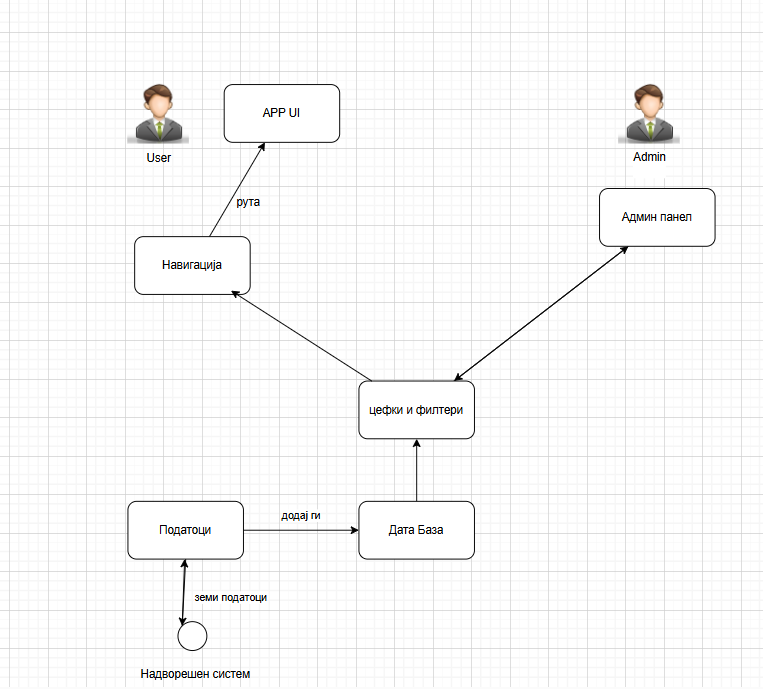 APP UI
User
Admin
рута
Админ панел
Навигација
цефки и филтери
додај ги
Податоци
Дата База
земи податоци
Надворешен систем